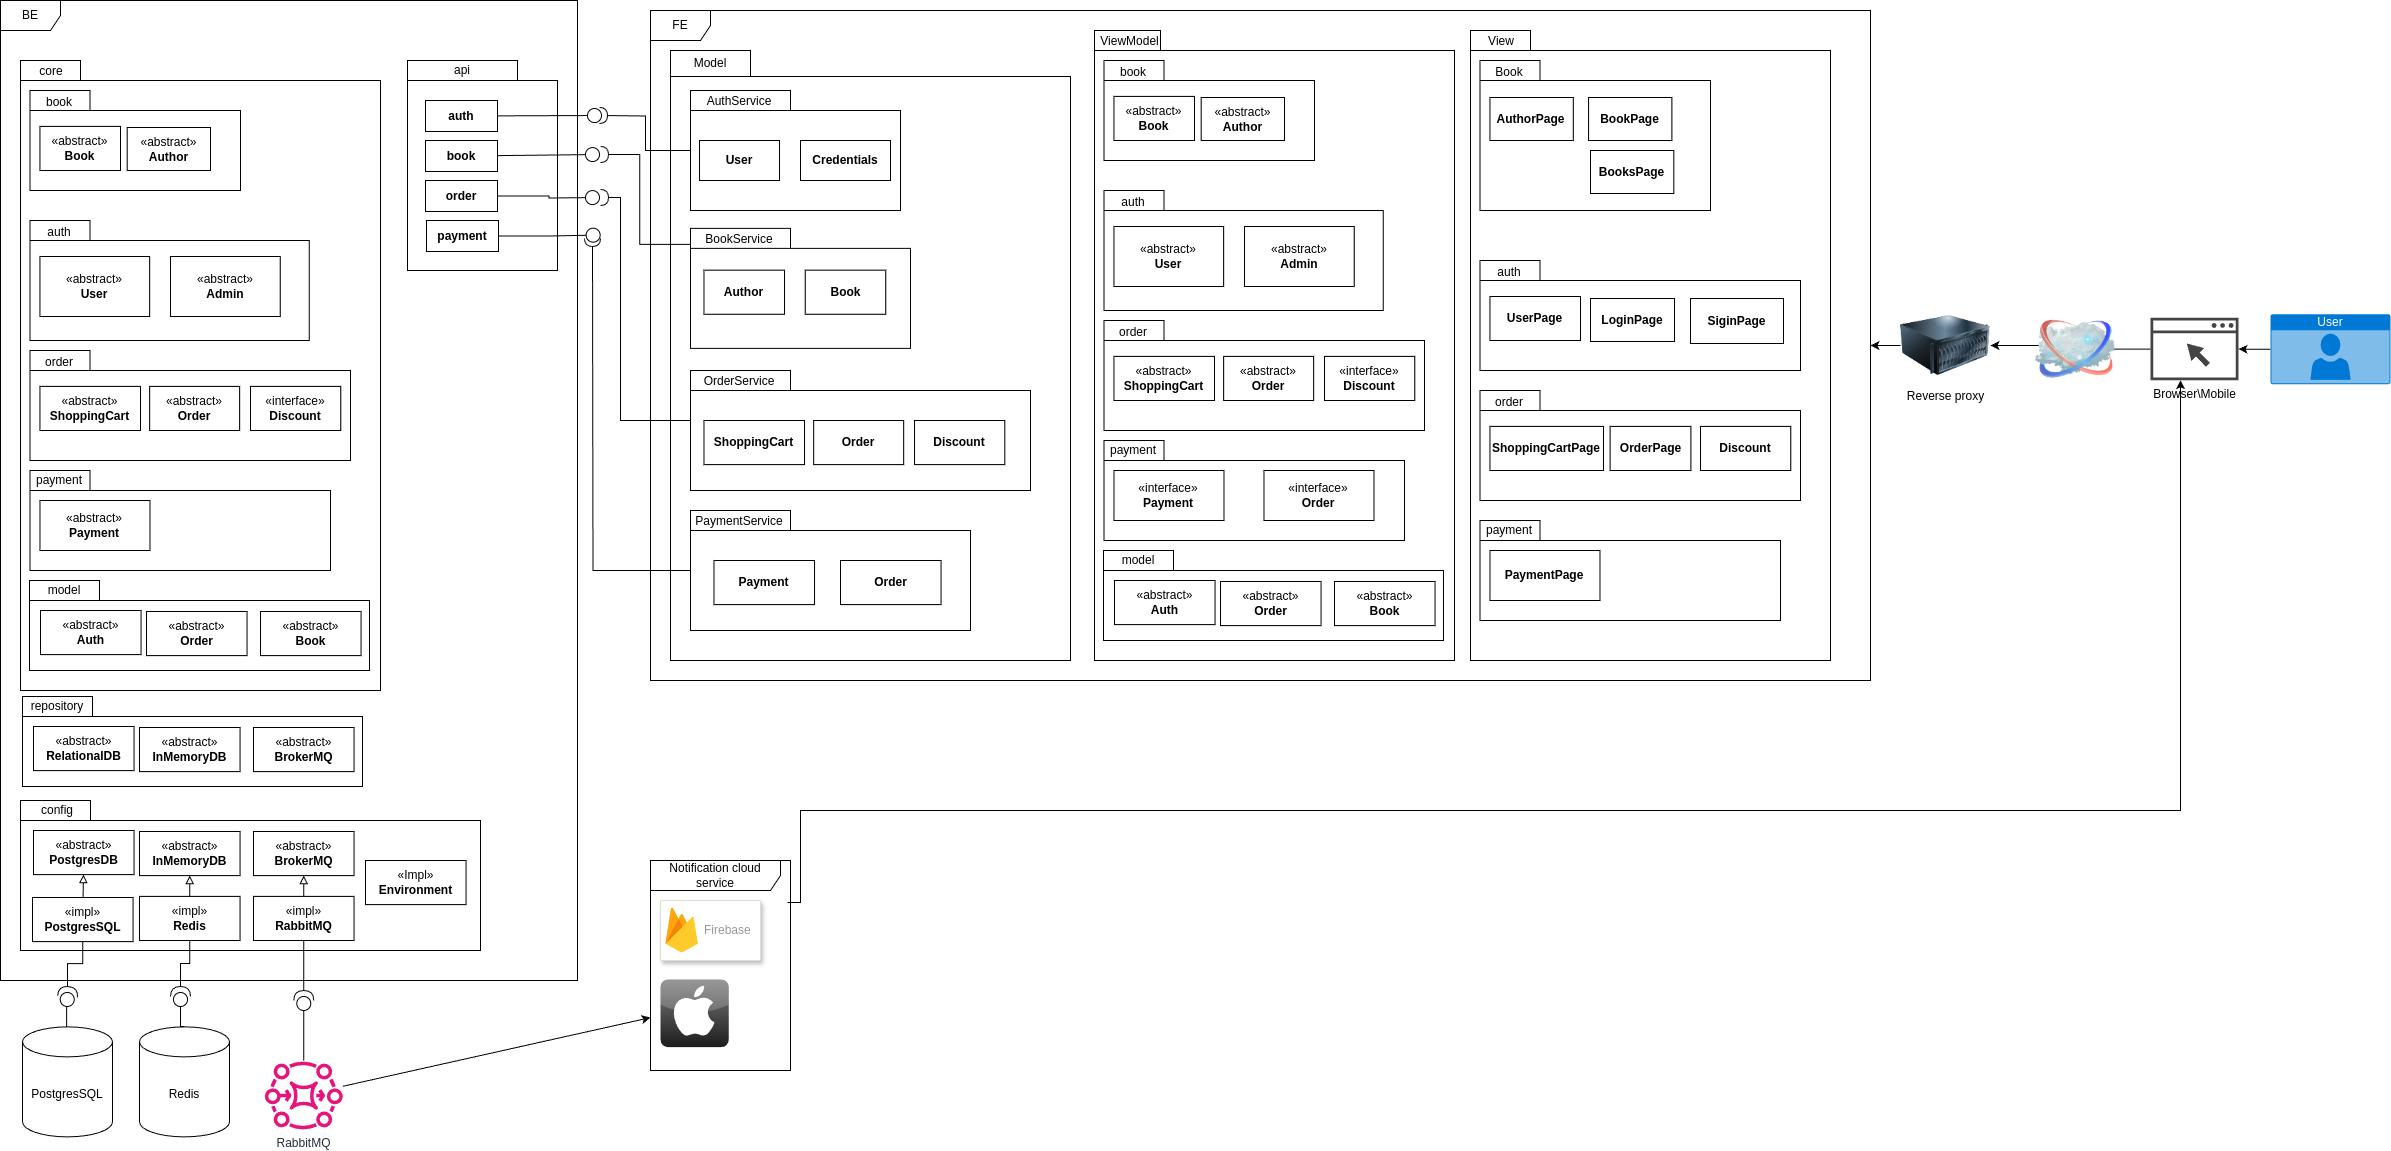 BE
core
book
«abstract»
Book
«abstract»
Author
auth
«abstract»
User
«abstract»
Admin
order
«abstract»
ShoppingCart
«abstract»
Order
«interface»
Discount
payment
«abstract»
Payment
model
«abstract»
Auth
«abstract»
Order
«abstract»
Book
repository
«abstract»
RelationalDB
«abstract»
InMemoryDB
«abstract»
BrokerMQ
config
«abstract»
PostgresDB
«abstract»
InMemoryDB
«abstract»
BrokerMQ
«Impl»
Environment
«impl»
PostgresSQL
«impl»
Redis
«impl»
RabbitMQ
PostgresSQL
Redis
RabbitMQ
api
auth
book
order
payment
FE
Model
AuthService
User
Credentials
BookService
Author
Book
OrderService
ShoppingCart
Order
Discount
PaymentService
Payment
Order
ViewModel
book
«abstract»
Book
«abstract»
Author
auth
«abstract»
User
«abstract»
Admin
order
«abstract»
ShoppingCart
«abstract»
Order
«interface»
Discount
payment
«interface»
Payment
«interface»
Order
model
«abstract»
Auth
«abstract»
Order
«abstract»
Book
View
Book
AuthorPage
BookPage
BooksPage
auth
UserPage
LoginPage
SiginPage
order
ShoppingCartPage
OrderPage
Discount
payment
PaymentPage
Reverse proxy
Browser\Mobile
User
Notification cloud
service
Firebase